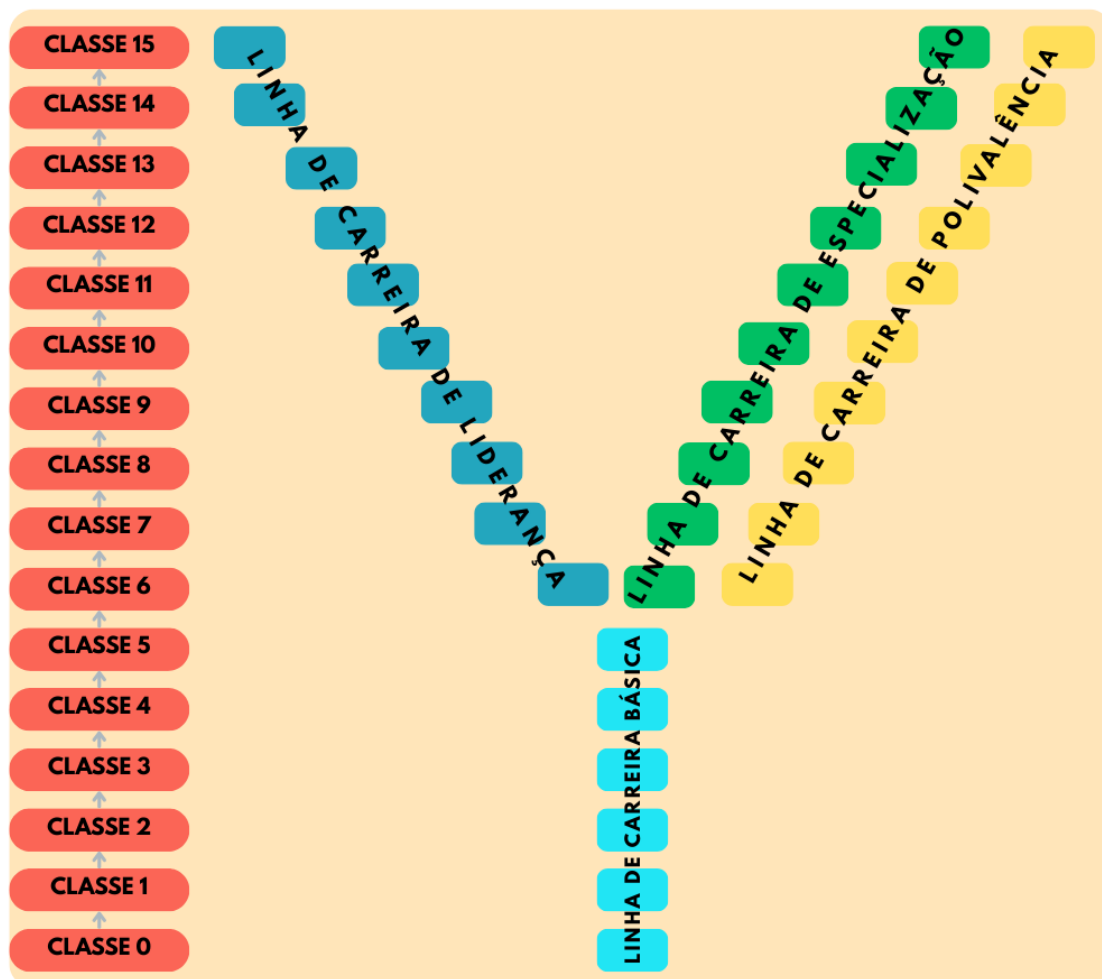 CLASSE 15
CLASSE 14
CLASSE 13
CLASSE 12
CLASSE 11
CLASSE 10
CLASSE 9
CLASSE 8
CLASSE 7
CLASSE 6
CLASSE 5
CLASSE 4
CLASSE 3
CLASSE 2
CLASSE 1
CLASSE 0
LINHA DE CARREIRA DE LIDERANÇA
LINHA DE CARREIRA BÁSICA
LINHA DE CARREIRA DE ESPECIALIZAÇÃO
LINHA DE CARREIRA DE POLIVALÊNCIA